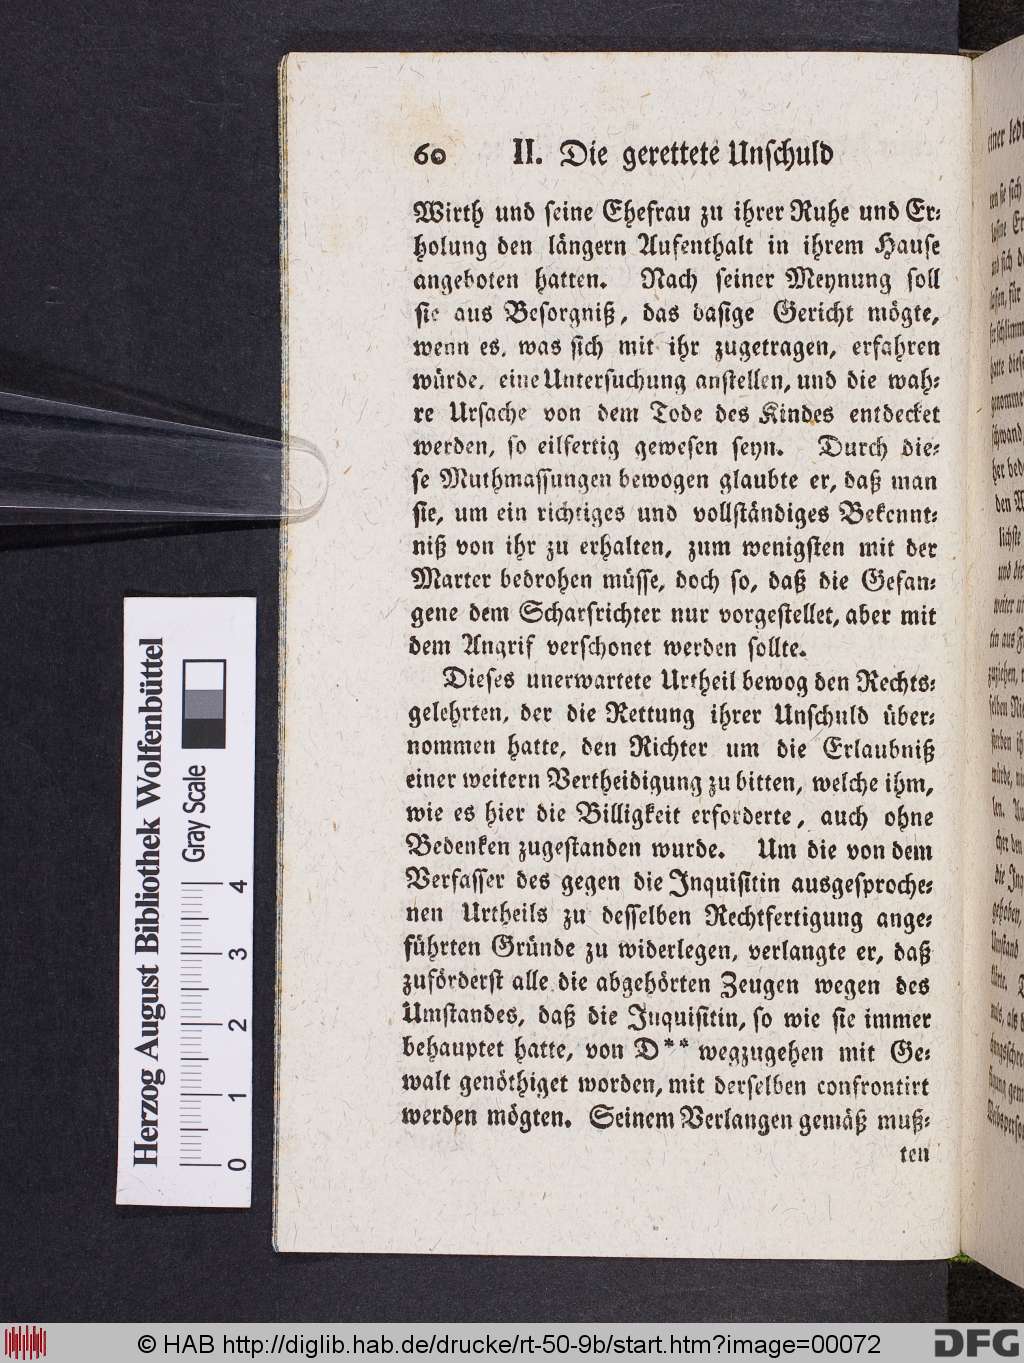 60 II. Die gerettete Unſchuld
Wirth und ſeine Ehefrau zu ihrer Ruhe und Er⸗
holung den längern Aufenthalt in ihrem Hauſe
angeboten hatten. Nach ſeiner Meynung ſoll
ſie aus Beſorgniß, das daſige Gericht mögte,
wenn es, was ſich mit ihr zugetragen, erfahren
würde, eine Unterſuchung anſtellen, und die wah⸗
re Urſache von dem Tode des Kindes entdecket
werden, ſo eilfertig geweſen ſeyn. Durch die⸗
ſe Muthmaſſungen bewogen glaubte er, daß man
ſie, um ein richtiges und vollſtändiges Bekennt⸗
niß von ihr zu erhalten, zum wenigſten mit der
Marter bedrohen müſſe, doch ſo, daß die Gefan⸗
gene dem Scharfrichter nur vorgeſtellet, aber mit
dem Angrif verſchonet werden ſollte.
Dieſes unerwartete Urtheil bewog den Rechts⸗
gelehrten, der die Rettung ihrer Unſchuld über⸗
nommen hatte, den Richter um die Erlaubniß
einer weitern Vertheidigung zu bitten, welche ihm,
wie es hier die Billigkeit erforderte, auch ohne
Bedenken zugeſtanden wurde. Um die von dem
Verfaſſer des gegen die Inquiſitin ausgeſproche⸗
nen Urtheils zu deſſelben Rechtfertigung ange⸗
führten Gründe zu widerlegen, verlangte er, daß
zuförderſt alle die abgehörten Zeugen wegen des
Umſtandes, daß die Inquiſitin, ſo wie ſie immer
behauptet hatte, von D** wegzugehen mit Ge⸗
walt genöthiget worden, mit derſelben confrontirt
werden mögten. Seinem Verlangen gemäß muß⸗
ten
Herzog August Bibliothek Wolfenbüttel
Gray Scale
0 1 2 3 4
© HAB http://diglib.hab.de/drucke/rt-50-9b/start.htm?image=00072
DFG